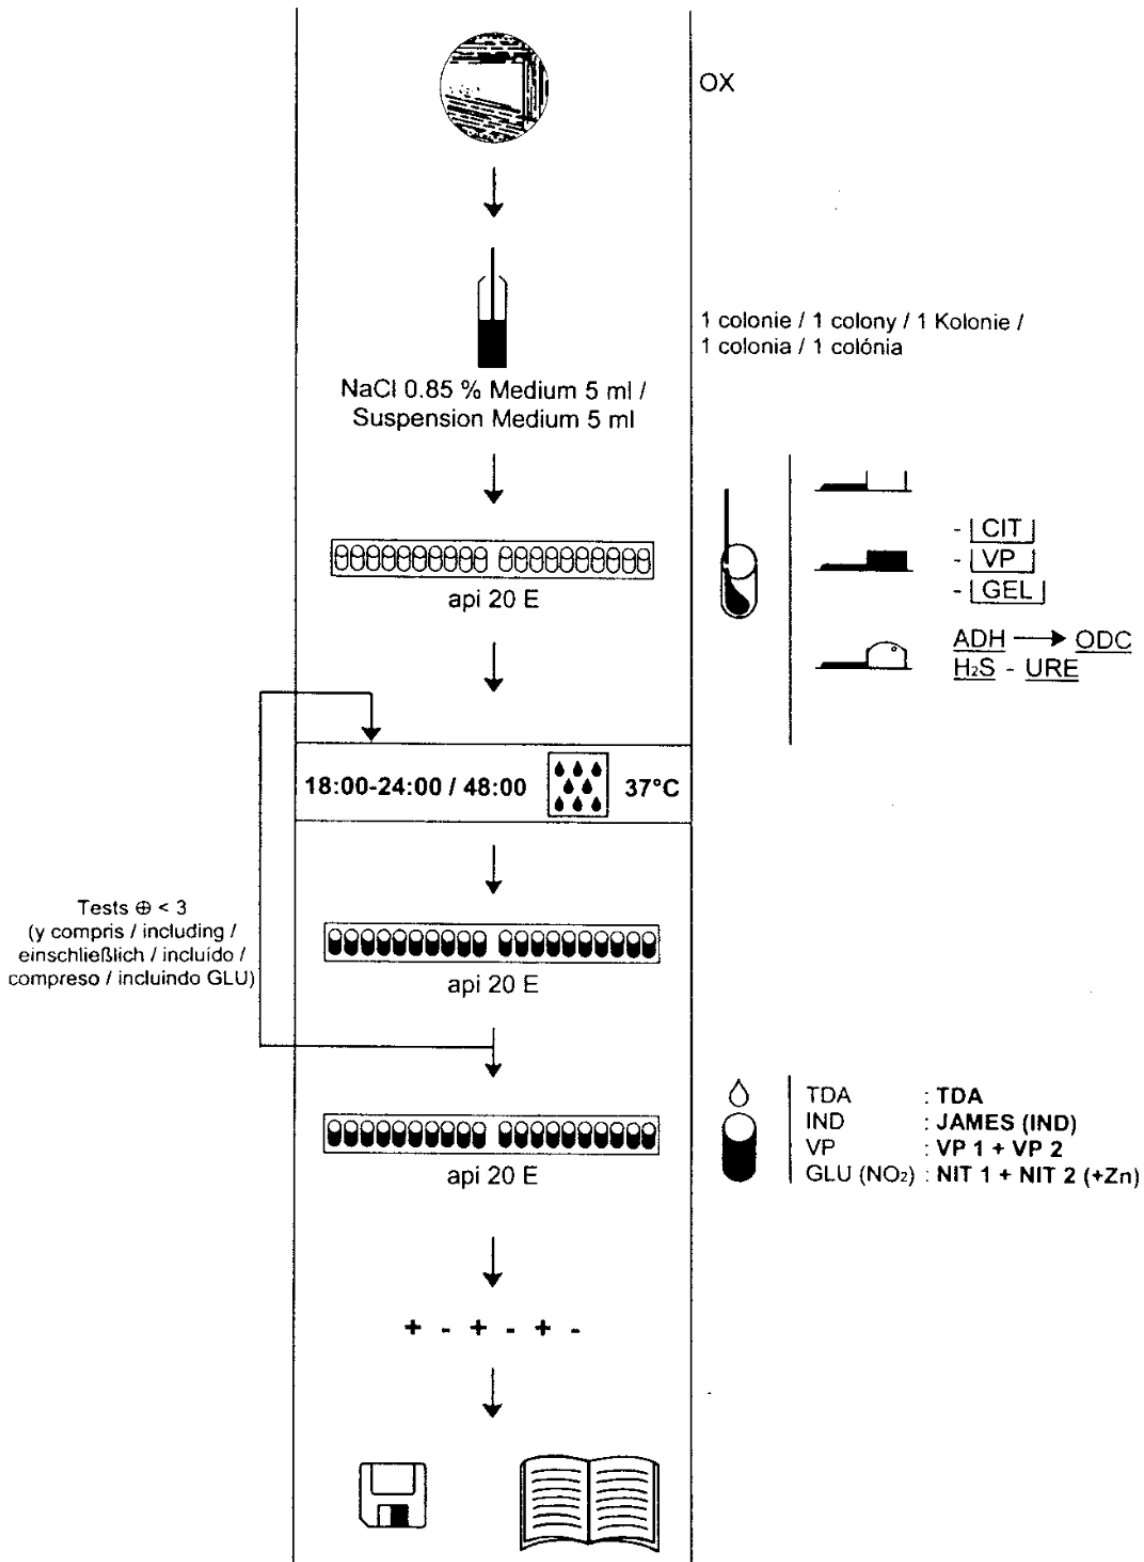 OX
1 colonie / 1 colony / 1 Kolonie /
1 colonia / 1 colónia
NaCl 0.85 % Medium 5 ml /
Suspension Medium 5 ml
- CIT
- VP
- GEL
api 20 E
ADH → ODC
H₂S - URE
18:00-24:00 / 48:00 37°C
Tests ⊕ < 3
(y compris / including /
einschließlich / incluído /
compreso / incluindo GLU)
api 20 E
TDA : TDA
IND : JAMES (IND)
VP : VP 1 + VP 2
GLU (NO₂) : NIT 1 + NIT 2 (+Zn)
api 20 E
+ - + - + -